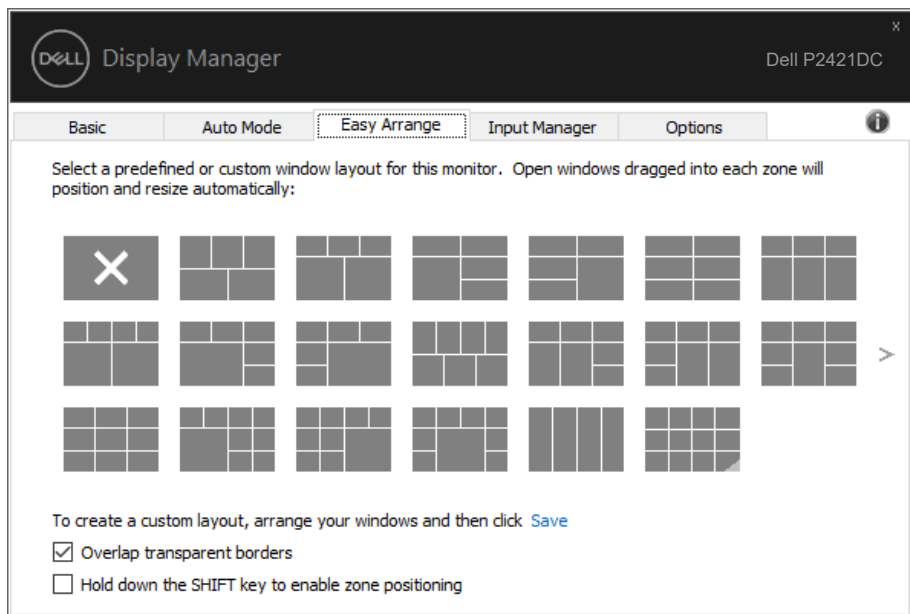 x
DELL Display Manager
Dell P2421DC
Basic Auto Mode Easy Arrange Input Manager Options
Select a predefined or custom window layout for this monitor. Open windows dragged into each zone will
position and resize automatically:
>
To create a custom layout, arrange your windows and then click Save
Overlap transparent borders
Hold down the SHIFT key to enable zone positioning